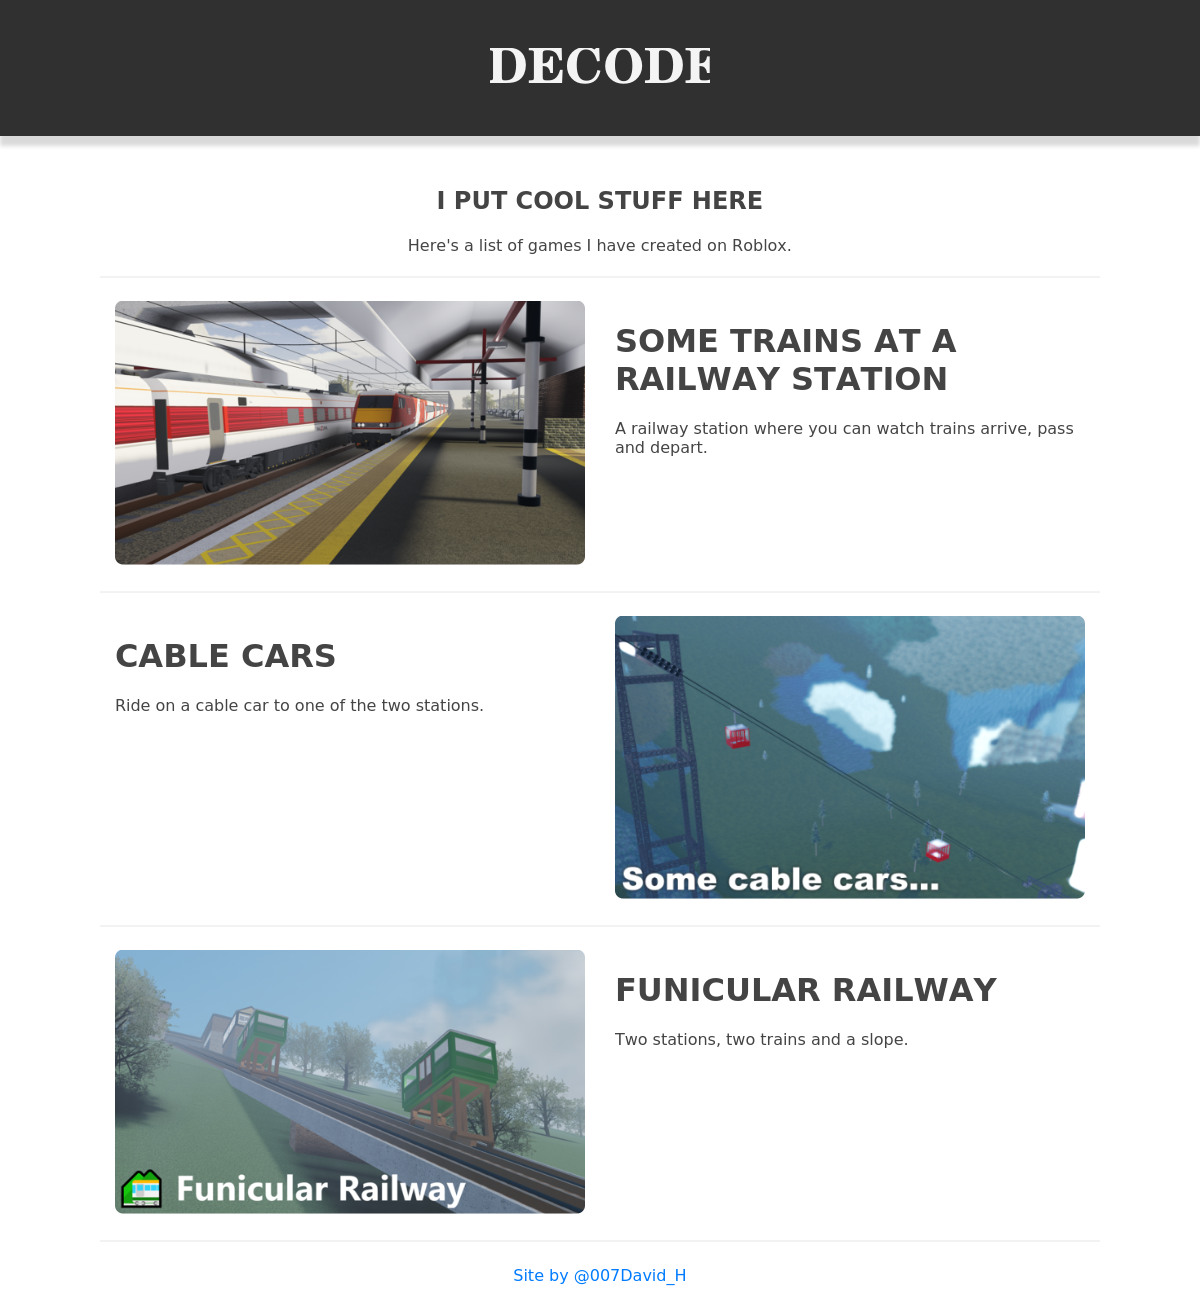 DECODE
I PUT COOL STUFF HERE
Here's a list of games I have created on Roblox.
SOME TRAINS AT A
RAILWAY STATION
A railway station where you can watch trains arrive, pass
and depart.
CABLE CARS
Ride on a cable car to one of the two stations.
Some cable cars...
Funicular Railway
FUNICULAR RAILWAY
Two stations, two trains and a slope.
Site by @007David_H